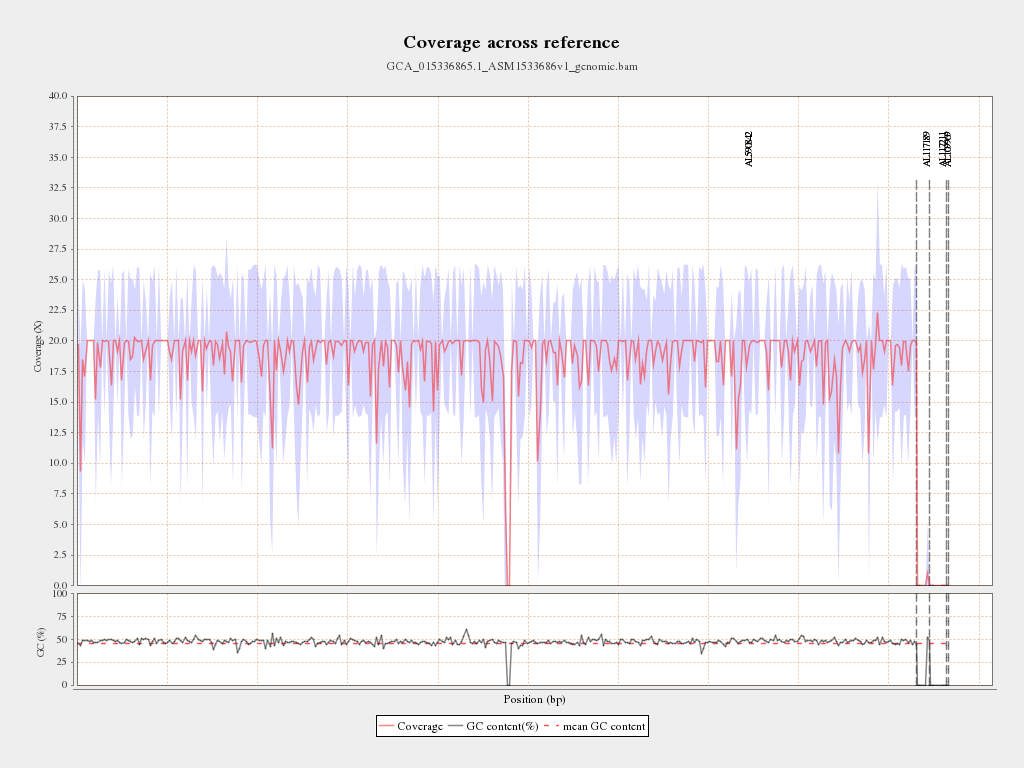 Coverage across reference
GCA_015336865.1_ASM1533686v1_genomic.bam
40.0
37.5
35.0
32.5
30.0
27.5
25.0
22.5
20.0
17.5
15.0
12.5
10.0
7.5
5.0
2.5
0.0
Coverage (X)
AL590842
AL117189
AL117211
AL109969
100
75
50
25
0
GC (%)
Position (bp)
Coverage GC content(%) mean GC content